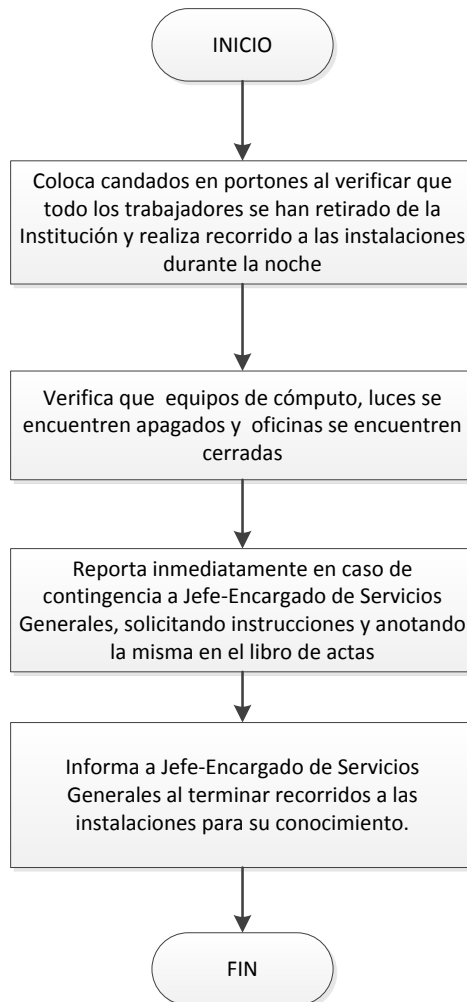 INICIO
Coloca candados en portones al verificar que
todo los trabajadores se han retirado de la
Institución y realiza recorrido a las instalaciones
durante la noche
Verifica que equipos de cómputo, luces se
encuentren apagados y oficinas se encuentren
cerradas
Reporta inmediatamente en caso de
contingencia a Jefe-Encargado de Servicios
Generales, solicitando instrucciones y anotando
la misma en el libro de actas
Informa a Jefe-Encargado de Servicios
Generales al terminar recorridos a las
instalaciones para su conocimiento.
FIN